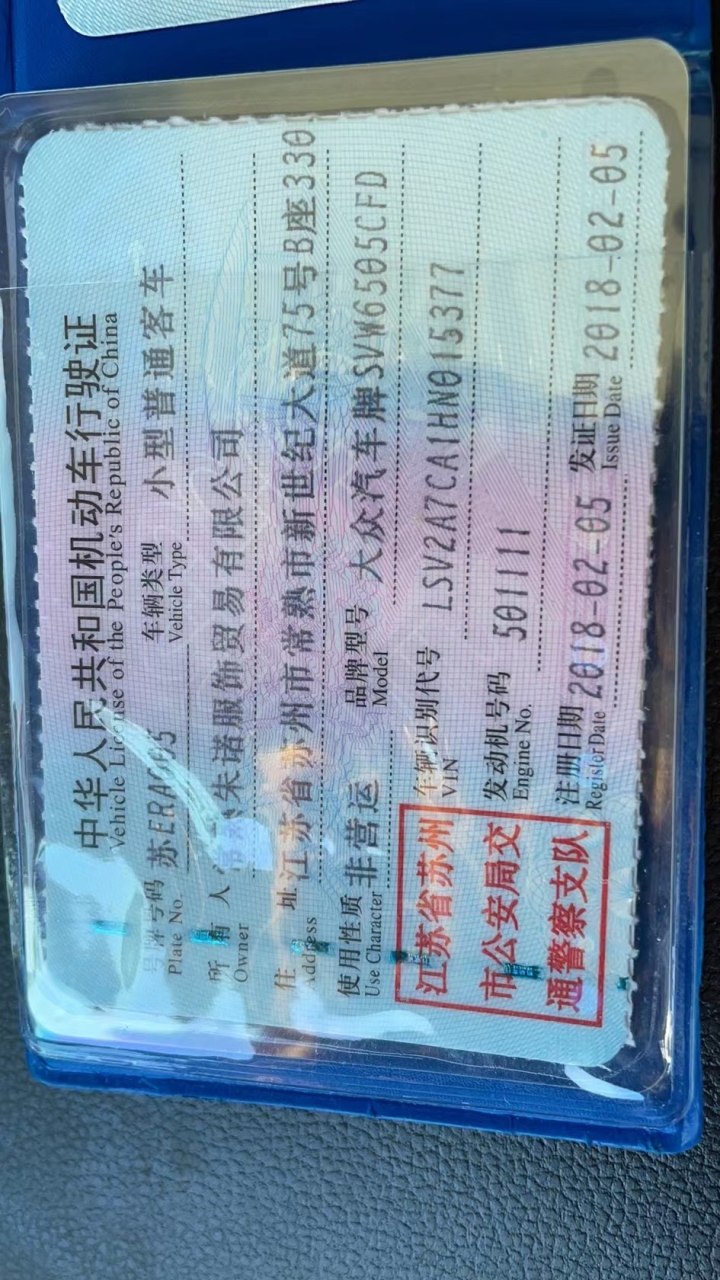 中华人民共和国机动车行驶证
Vehicle License of the People's Republic of China
号牌号码 苏 车辆类型 小型普通客车
Plate No. Vehicle Type
所有人 常熟朱诺服饰贸易有限公司
Owner
住址 江苏省苏州市常熟市新世纪大道75号B座330
Address
使用性质 非营运 品牌型号 大众汽车牌SVW6505CFD
Use Character Model
江苏省苏州
市公安局交
通警察支队
车辆识别代号 LSV2A7CA1HN015377
VIN
发动机号码 501111
Engine No.
注册日期 2018-02-05 发证日期 2018-02-05
Register Date Issue Date